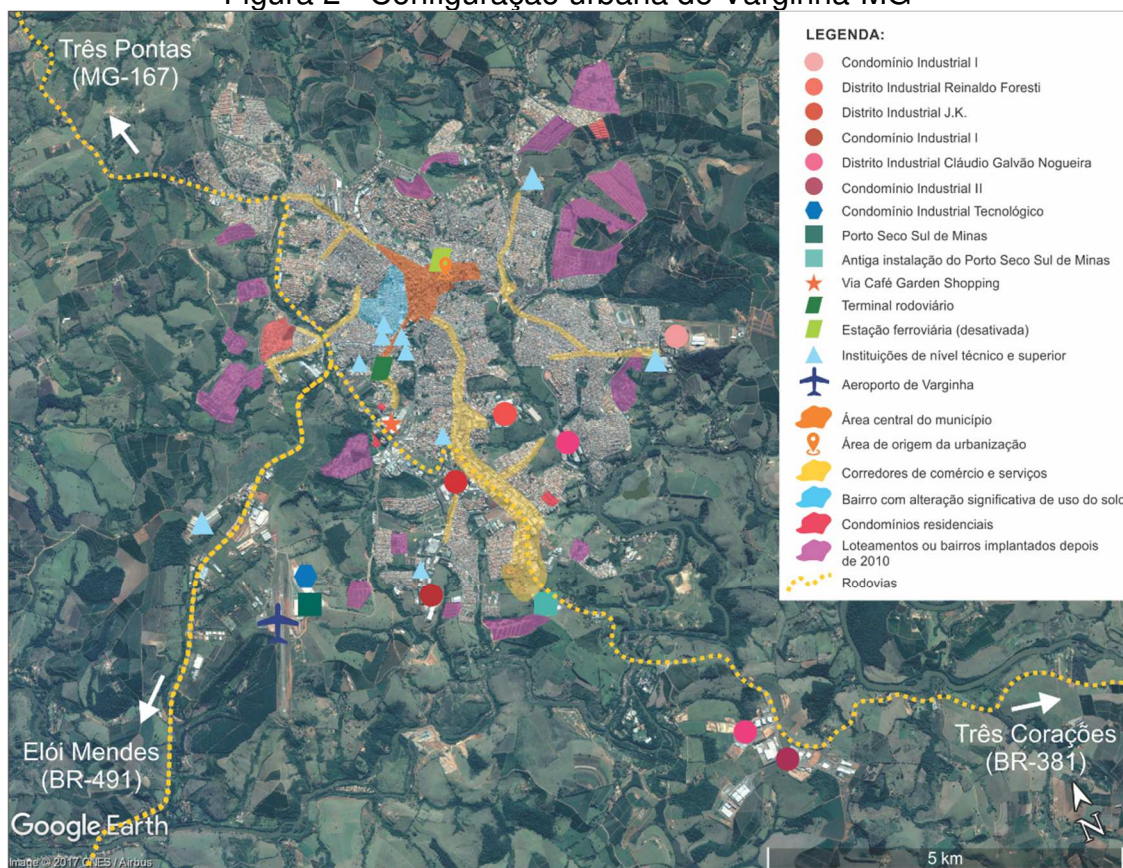 Figura 2 - Configuração urbana de Varginha-MG
Três Pontas
(MG-167)
LEGENDA:
Condomínio Industrial I
Distrito Industrial Reinaldo Foresti
Distrito Industrial J.K.
Condomínio Industrial I
Distrito Industrial Cláudio Galvão Nogueira
Condomínio Industrial II
Condomínio Industrial Tecnológico
Porto Seco Sul de Minas
Antiga instalação do Porto Seco Sul de Minas
Via Café Garden Shopping
Terminal rodoviário
Estação ferroviária (desativada)
Instituições de nível técnico e superior
Aeroporto de Varginha
Área central do município
Área de origem da urbanização
Corredores de comércio e serviços
Bairro com alteração significativa de uso do solo
Condomínios residenciais
Loteamentos ou bairros implantados depois
de 2010
Rodovias
Elói Mendes
(BR-491)
Três Corações
(BR-381)
N
Google Earth
Image © 2017 CNES / Airbus
5 km